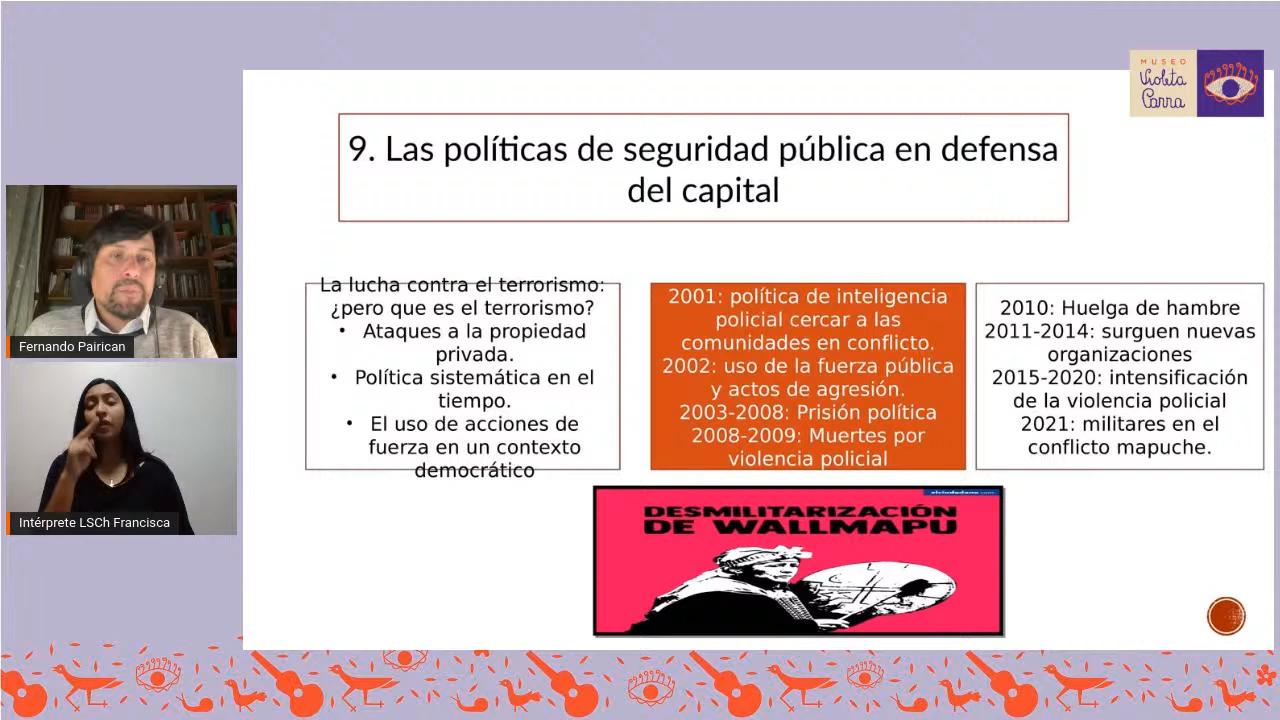 MUSEO
Violeta
Parra
9. Las políticas de seguridad pública en defensa
del capital
La lucha contra el terrorismo:
¿pero que es el terrorismo?
• Ataques a la propiedad
privada.
• Política sistemática en el
tiempo.
• El uso de acciones de
fuerza en un contexto
democrático
2001: política de inteligencia
policial cercar a las
comunidades en conflicto.
2002: uso de la fuerza pública
y actos de agresión.
2003-2008: Prisión política
2008-2009: Muertes por
violencia policial
2010: Huelga de hambre
2011-2014: surguen nuevas
organizaciones
2015-2020: intensificación
de la violencia policial
2021: militares en el
conflicto mapuche.
elciudadano.com
DESMILITARIZACIÓN
DE WALLMAPU
Fernando Pairican
Intérprete LSCh Francisca